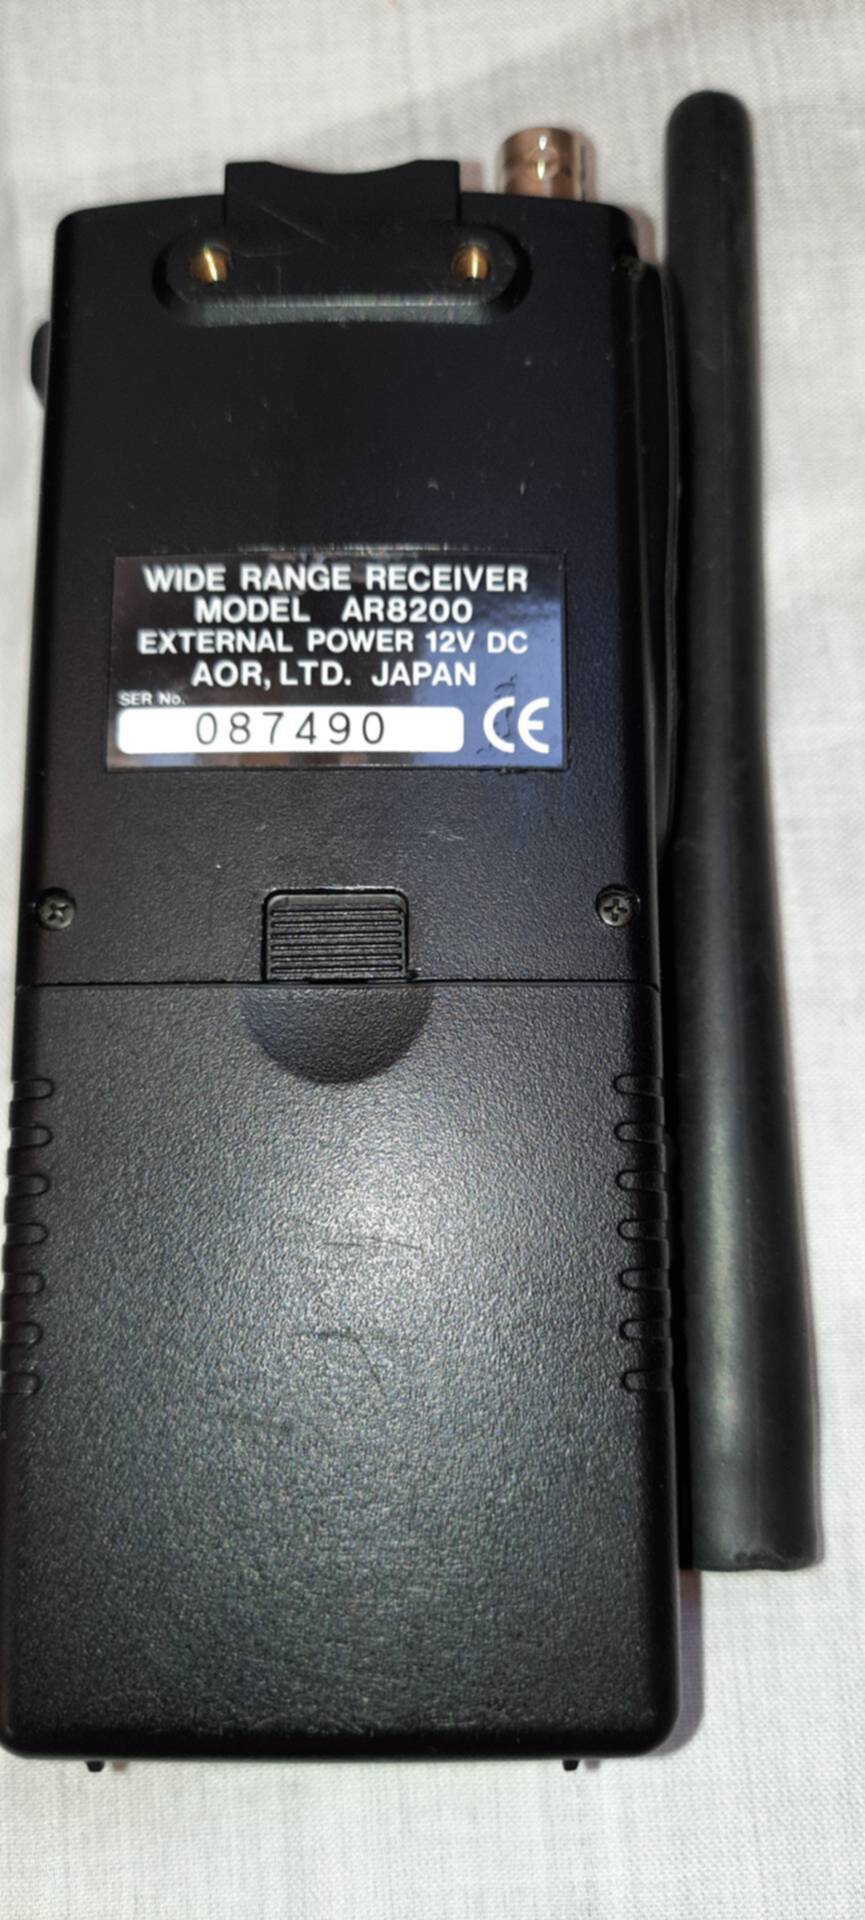 WIDE RANGE RECEIVER
MODEL AR8200
EXTERNAL POWER 12V DC
AOR, LTD. JAPAN
SER No.
087490 CE